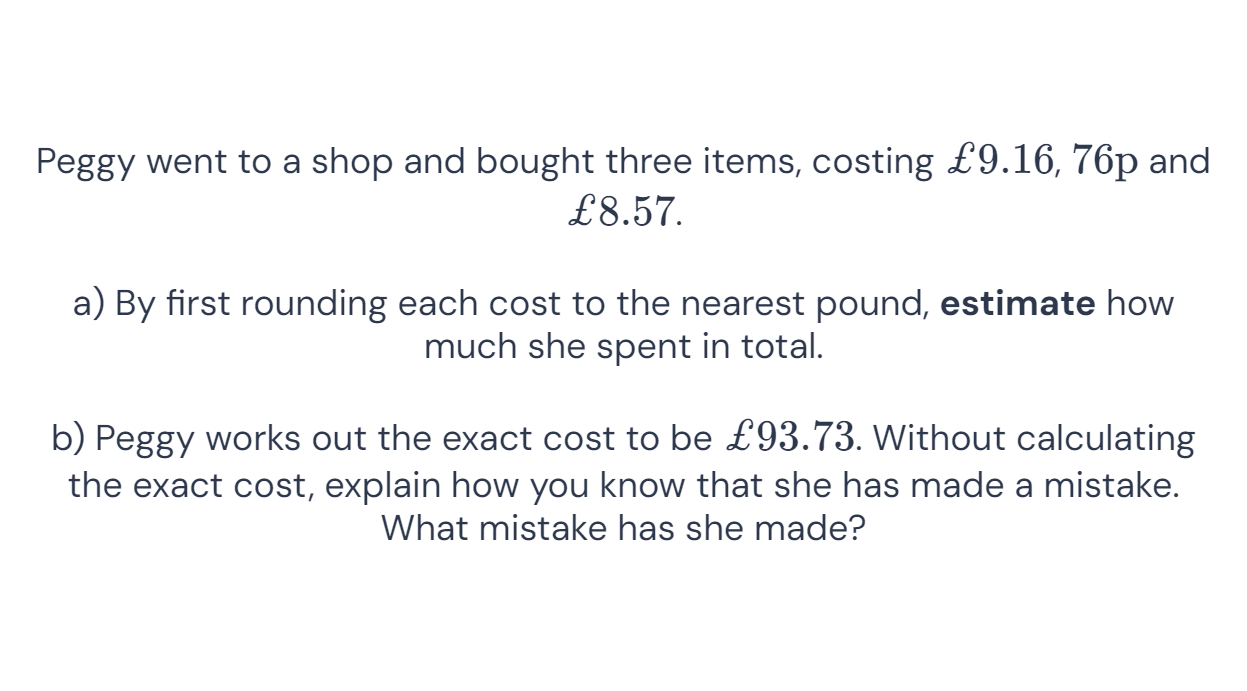 Peggy went to a shop and bought three items, costing £9.16, 76p and
£8.57.
a) By first rounding each cost to the nearest pound, estimate how
much she spent in total.
b) Peggy works out the exact cost to be £93.73. Without calculating
the exact cost, explain how you know that she has made a mistake.
What mistake has she made?